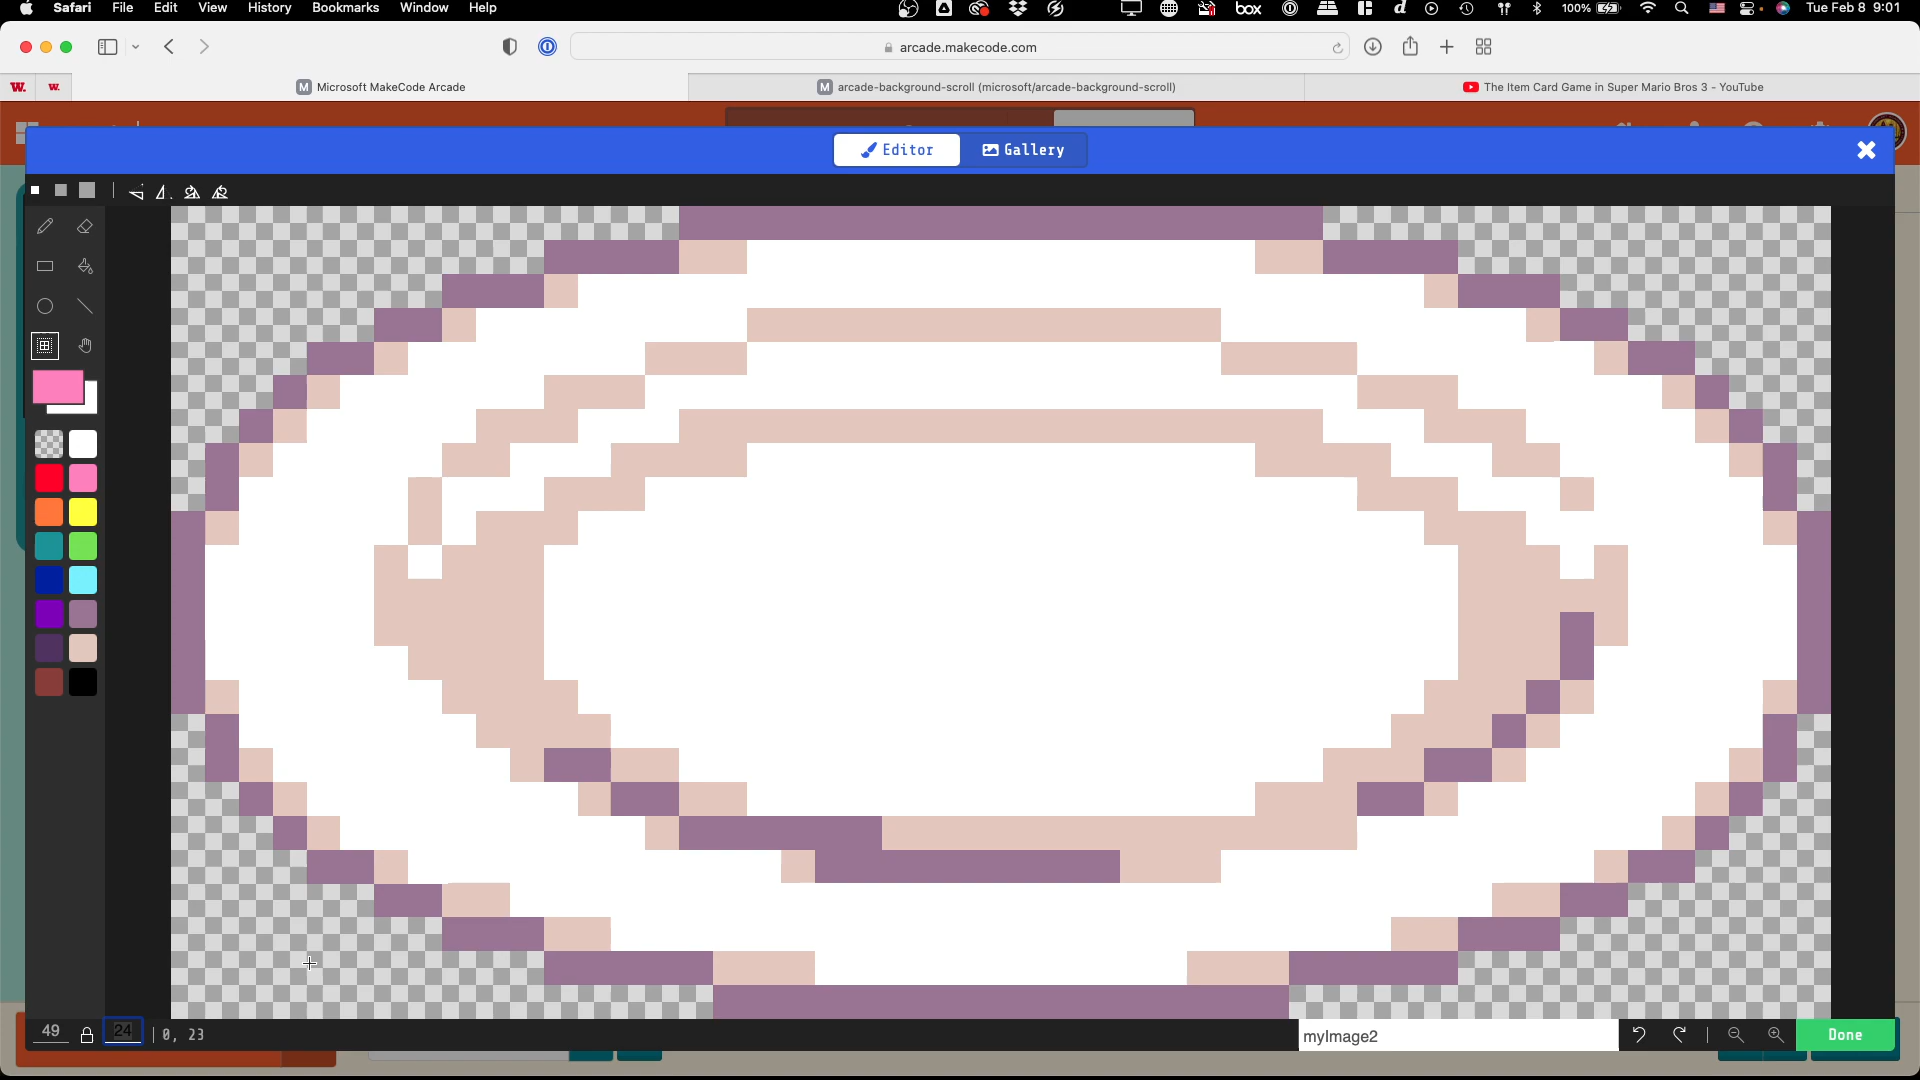 Safari File Edit View History Bookmarks Window Help box 100% Tue Feb 8 9:01
arcade.makecode.com
W. W. M Microsoft MakeCode Arcade M arcade-background-scroll (microsoft/arcade-background-scroll) The Item Card Game in Super Mario Bros 3 - YouTube
Editor Gallery
49 24 0, 23 myImage2 Done